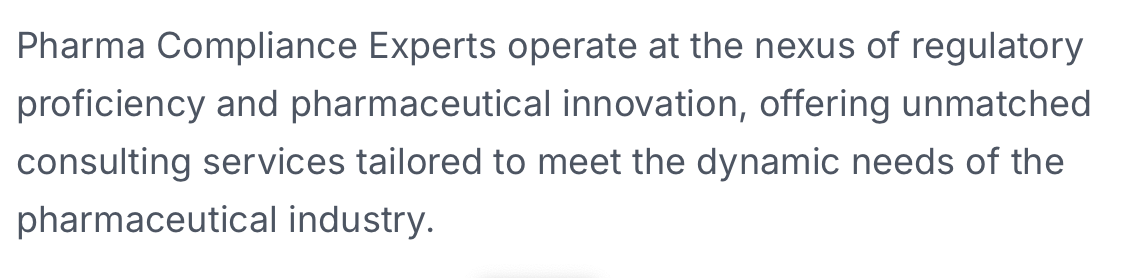 Pharma Compliance Experts operate at the nexus of regulatory
proficiency and pharmaceutical innovation, offering unmatched
consulting services tailored to meet the dynamic needs of the
pharmaceutical industry.